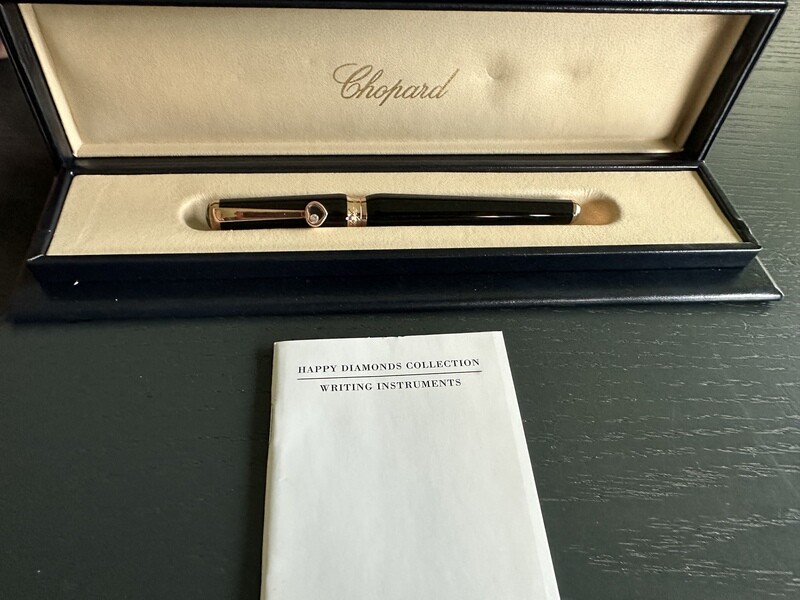 Chopard
HAPPY DIAMONDS COLLECTION
WRITING INSTRUMENTS